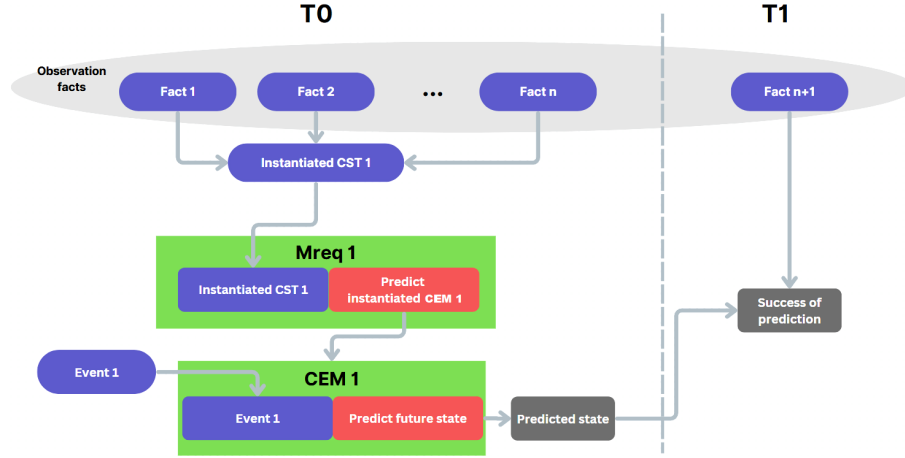 T0
T1
Observation
facts
Fact 1
Fact 2
...
Fact n
Fact n+1
Instantiated CST 1
Mreq 1
Instantiated CST 1
Predict
instantiated CEM 1
Success of
prediction
Event 1
CEM 1
Event 1
Predict future state
Predicted state